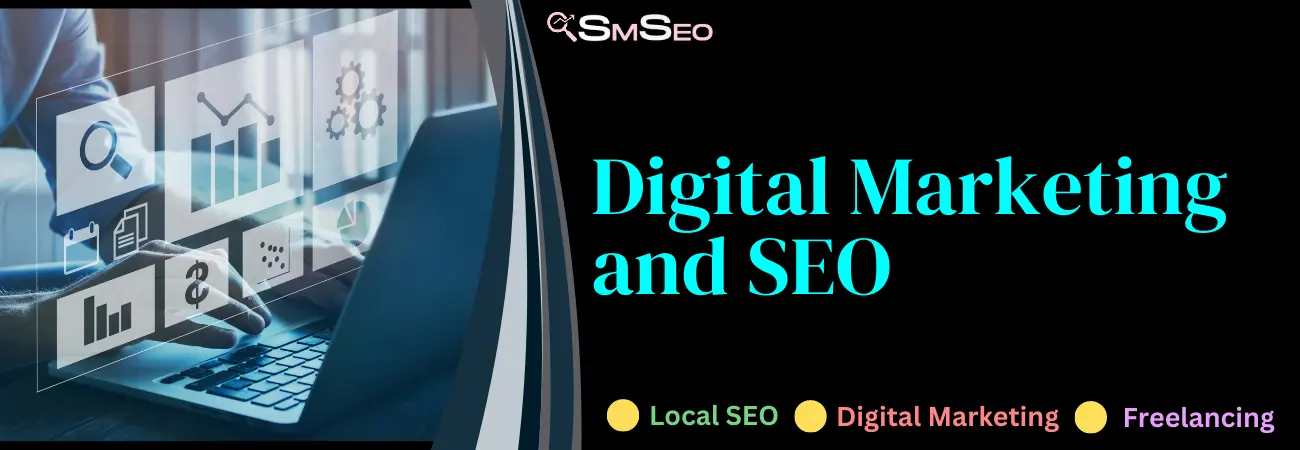 SMSEO
Digital Marketing
and SEO
Local SEO
Digital Marketing
Freelancing